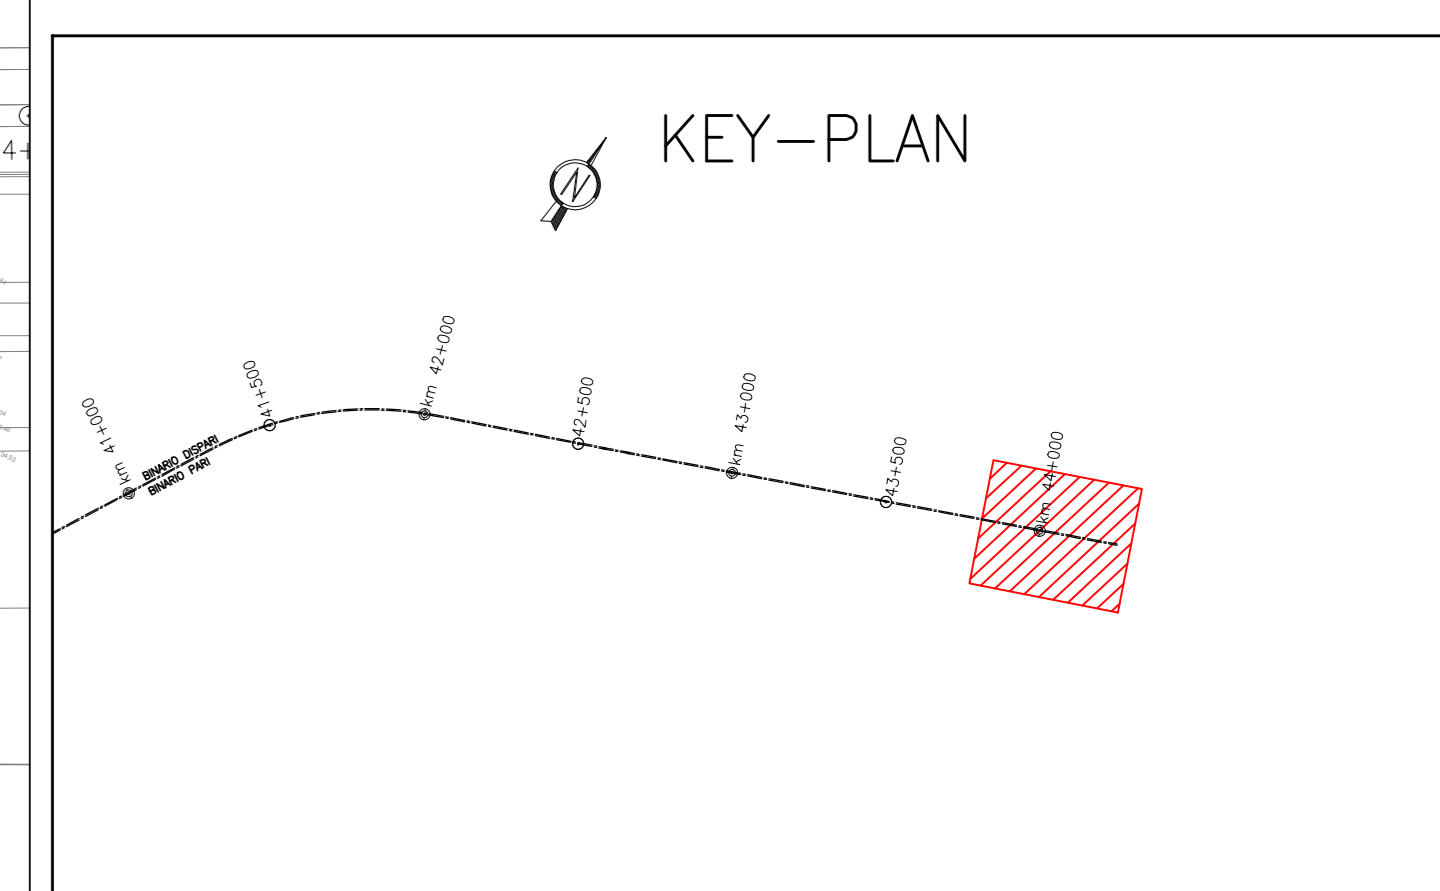 KEY-PLAN
N
4+
km 41+000
41+500
km 42+000
42+500
km 43+000
43+500
km 44+000
BINARIO DISPARI
BINARIO PARI